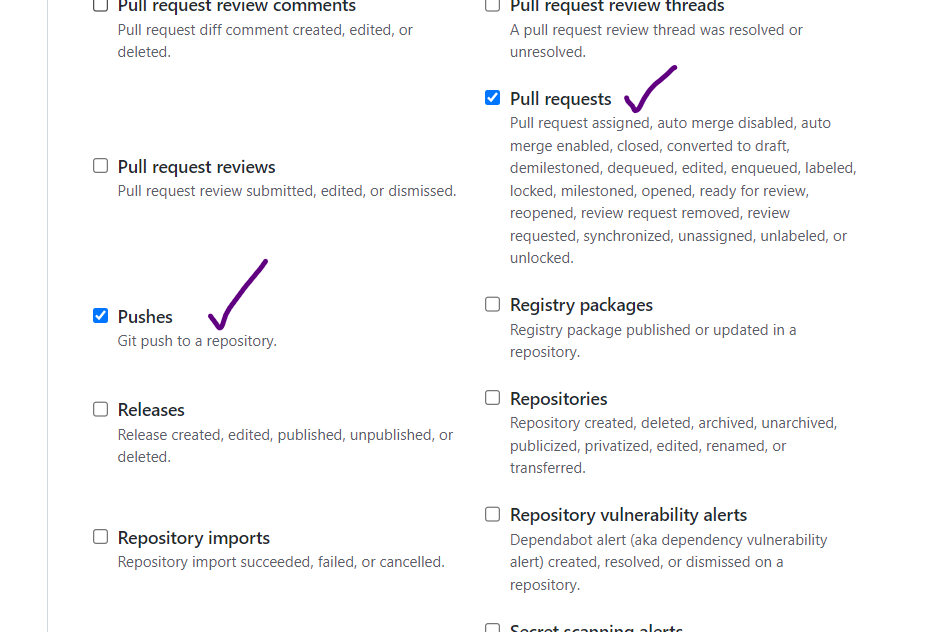 Pull request review comments
Pull request diff comment created, edited, or
deleted.
Pull request review threads
A pull request review thread was resolved or
unresolved.
Pull requests
Pull request assigned, auto merge disabled, auto
merge enabled, closed, converted to draft,
demilestoned, dequeued, edited, enqueued, labeled,
locked, milestoned, opened, ready for review,
reopened, review request removed, review
requested, synchronized, unassigned, unlabeled, or
unlocked.
Pull request reviews
Pull request review submitted, edited, or dismissed.
Pushes
Git push to a repository.
Registry packages
Registry package published or updated in a
repository.
Releases
Release created, edited, published, unpublished, or
deleted.
Repositories
Repository created, deleted, archived, unarchived,
publicized, privatized, edited, renamed, or
transferred.
Repository imports
Repository import succeeded, failed, or cancelled.
Repository vulnerability alerts
Dependabot alert (aka dependency vulnerability
alert) created, resolved, or dismissed on a
repository.
Secret scanning alerts